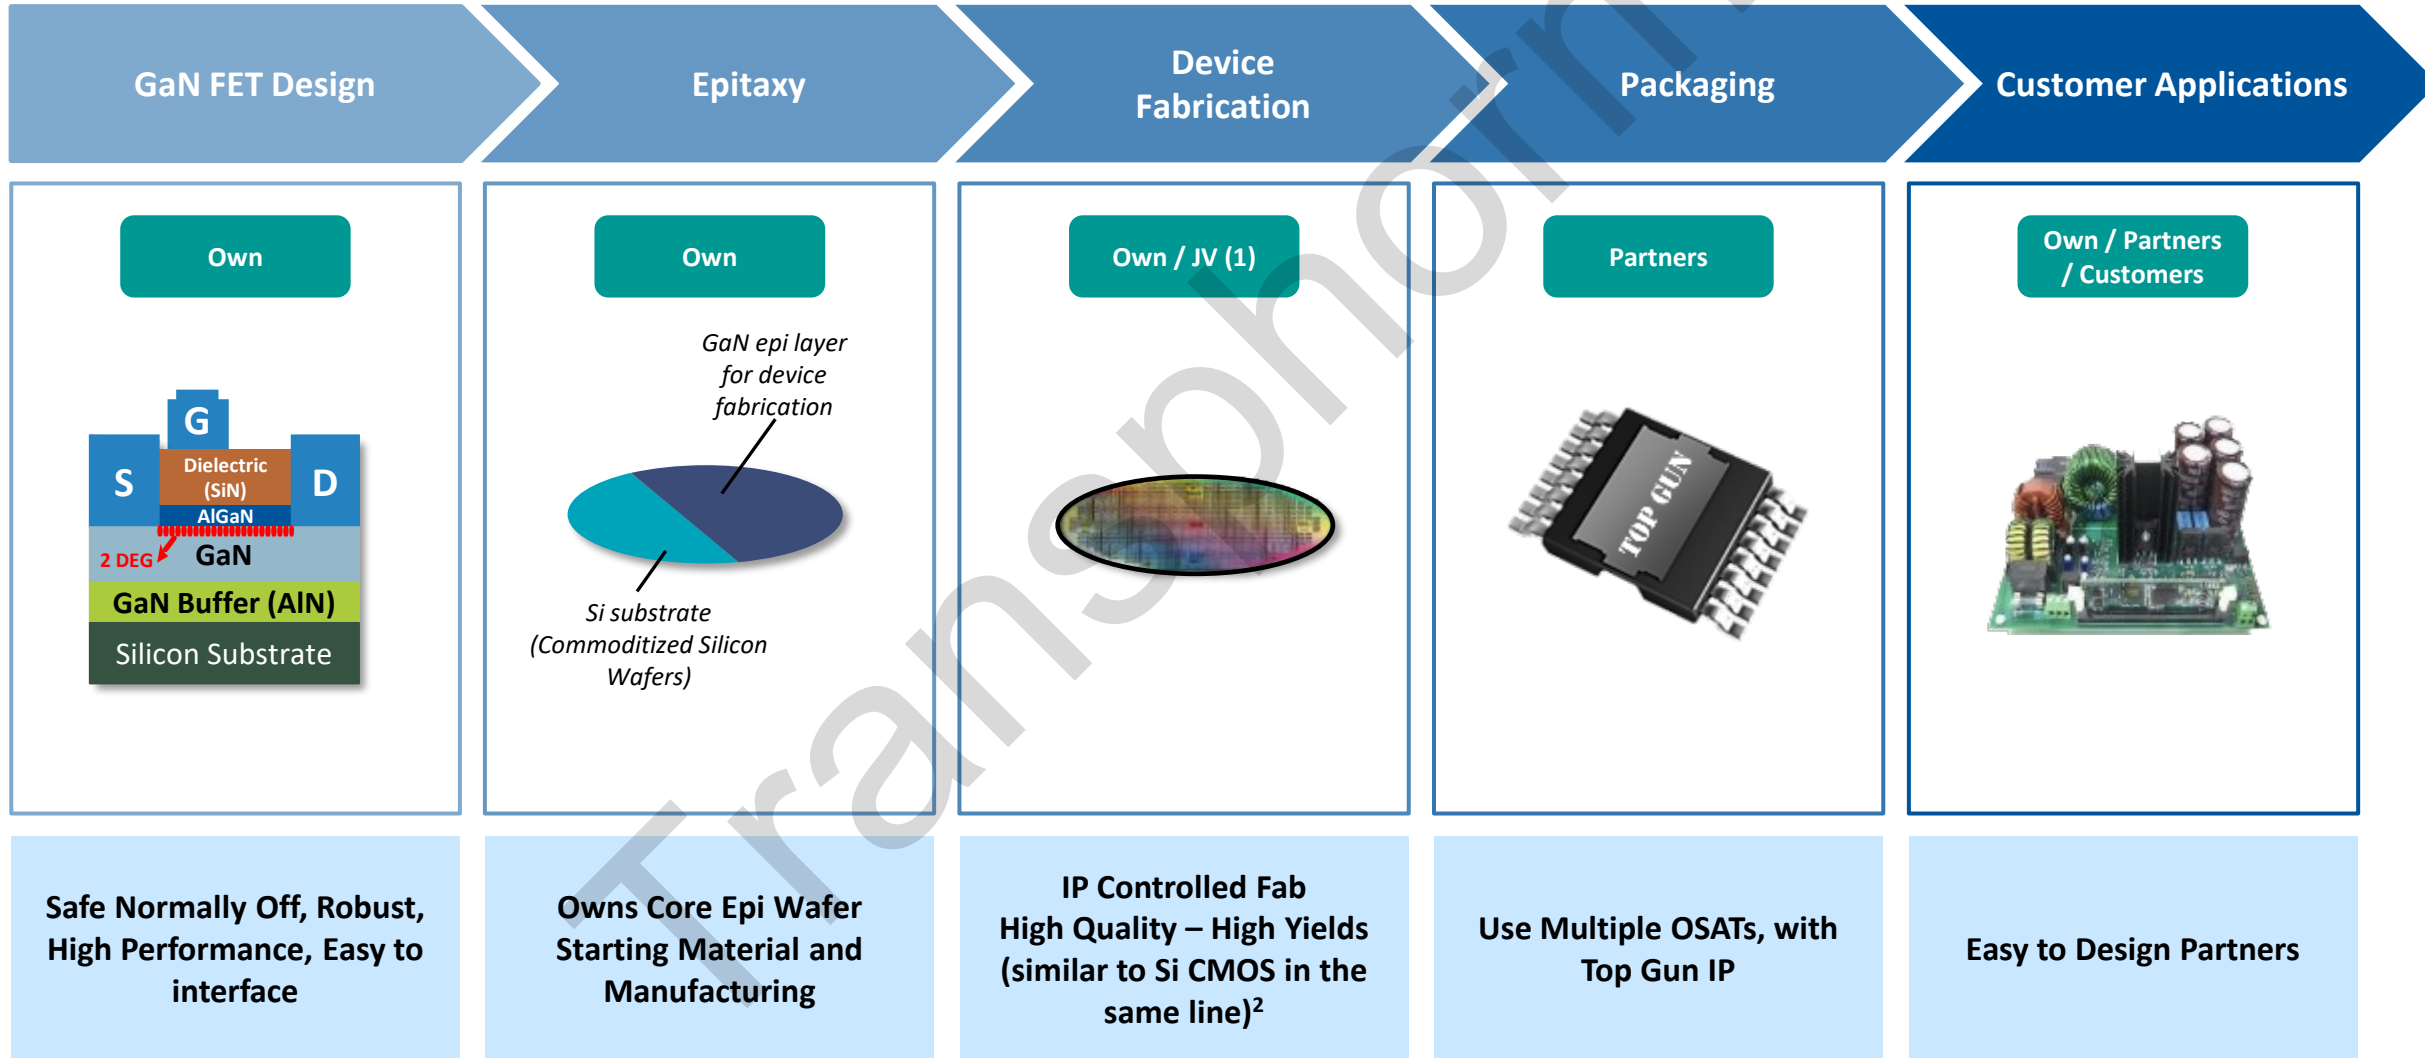 GaN FET Design
Epitaxy
Device
Fabrication
Packaging
Customer Applications
Own
G
S
Dielectric
(SiN)
D
AlGaN
2 DEG
GaN
GaN Buffer (AlN)
Silicon Substrate
Own
GaN epi layer
for device
fabrication
Si substrate
(Commoditized Silicon
Wafers)
Own / JV (1)
Partners
TOP GUN
Own / Partners
/ Customers
Safe Normally Off, Robust,
High Performance, Easy to
interface
Owns Core Epi Wafer
Starting Material and
Manufacturing
IP Controlled Fab
High Quality – High Yields
(similar to Si CMOS in the
same line)²
Use Multiple OSATs, with
Top Gun IP
Easy to Design Partners
Transphorm